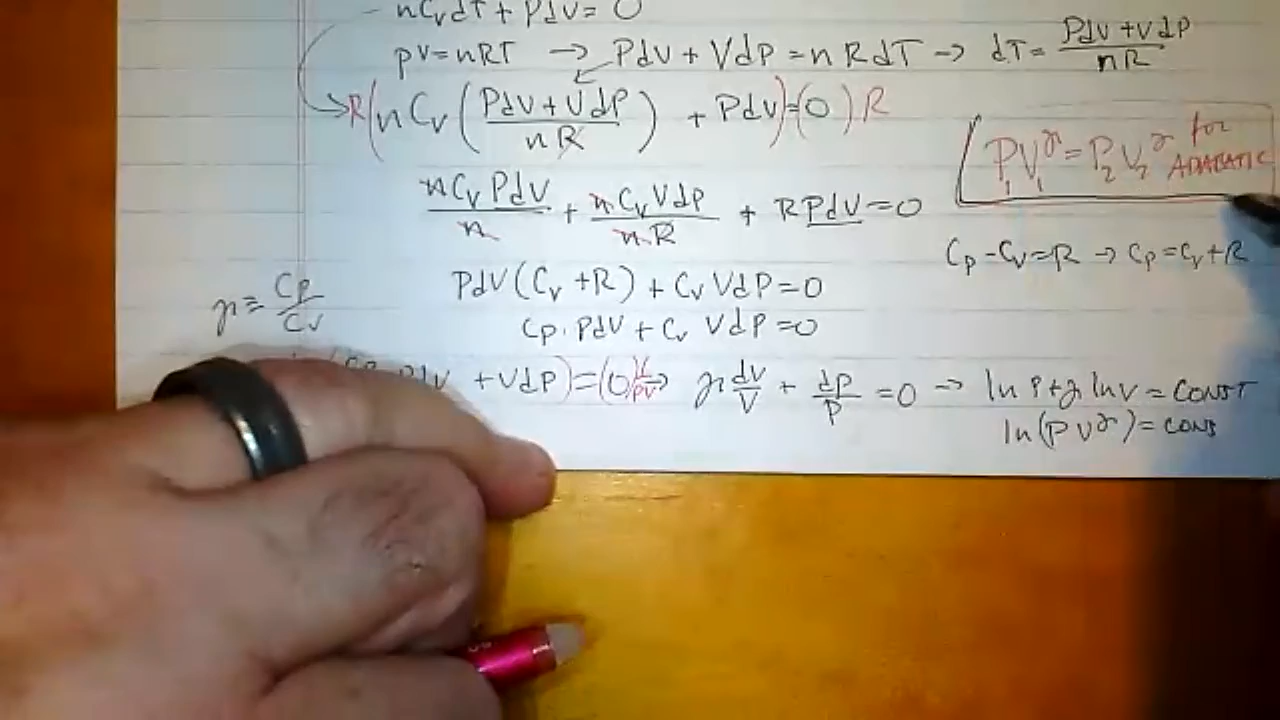 nCvdT + PdV = 0
PV = nRT → PdV + VdP = nRdT → dT = PdV + VdP / nR
R(nCv(PdV + VdP / nR) + PdV) = (0)R
P₁V₁^γ = P₂V₂^γ for ADABATIC
nCvPdV / n + nCvVdP / nR + RPdV = 0
Cp - Cv = R → Cp = Cv + R
PdV(Cv + R) + CvVdP = 0
γ ≡ Cp / Cv
Cp · PdV + Cv VdP = 0
PdV + VdP) = (0) 1/PV ⇒ γ dV/V + dP/P = 0 → ln P + γ ln V = CONST
ln(PV^γ) = CONS